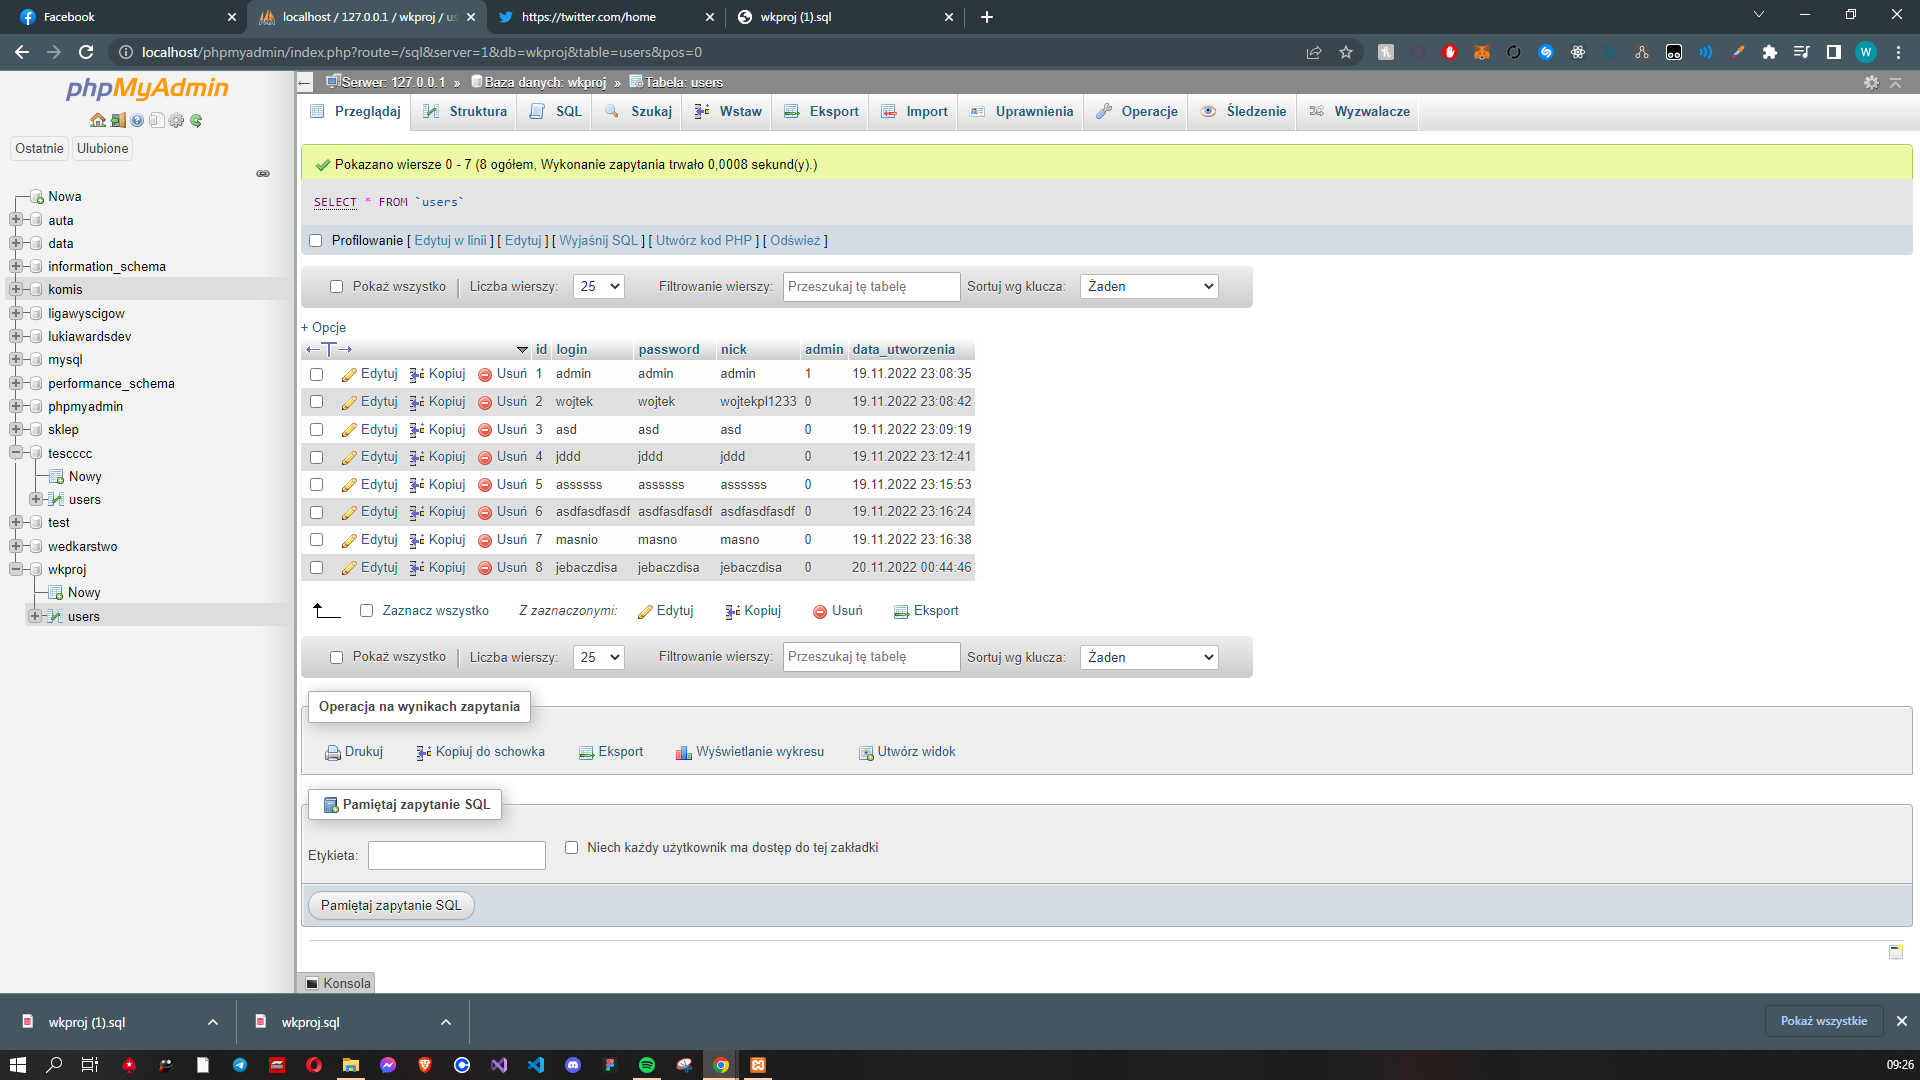 Facebook
localhost / 127.0.0.1 / wkproj / us
https://twitter.com/home
wkproj (1).sql
localhost/phpmyadmin/index.php?route=/sql&server=1&db=wkproj&table=users&pos=0
W
phpMyAdmin
Ostatnie
Ulubione
Nowa
auta
data
information_schema
komis
ligawyscigow
lukiawardsdev
mysql
performance_schema
phpmyadmin
sklep
tescccc
Nowy
users
test
wedkarstwo
wkproj
Nowy
users
Serwer: 127.0.0.1 » Baza danych: wkproj » Tabela: users
Przeglądaj Struktura SQL Szukaj Wstaw Eksport Import Uprawnienia Operacje Śledzenie Wyzwalacze
Pokazano wiersze 0 - 7 (8 ogółem, Wykonanie zapytania trwało 0,0008 sekund(y).)
SELECT * FROM `users`
Profilowanie [ Edytuj w linii ] [ Edytuj ] [ Wyjaśnij SQL ] [ Utwórz kod PHP ] [ Odśwież ]
Pokaż wszystko Liczba wierszy: 25 Filtrowanie wierszy: Przeszukaj tę tabelę Sortuj wg klucza: Żaden
+ Opcje
←T→ id login password nick admin data_utworzenia
Edytuj Kopiuj Usuń 1 admin admin admin 1 19.11.2022 23:08:35
Edytuj Kopiuj Usuń 2 wojtek wojtek wojtekpl1233 0 19.11.2022 23:08:42
Edytuj Kopiuj Usuń 3 asd asd asd 0 19.11.2022 23:09:19
Edytuj Kopiuj Usuń 4 jddd jddd jddd 0 19.11.2022 23:12:41
Edytuj Kopiuj Usuń 5 assssss assssss assssss 0 19.11.2022 23:15:53
Edytuj Kopiuj Usuń 6 asdfasdfasdf asdfasdfasdf asdfasdfasdf 0 19.11.2022 23:16:24
Edytuj Kopiuj Usuń 7 masnio masno masno 0 19.11.2022 23:16:38
Edytuj Kopiuj Usuń 8 jebaczdisa jebaczdisa jebaczdisa 0 20.11.2022 00:44:46
Zaznacz wszystko Z zaznaczonymi: Edytuj Kopiuj Usuń Eksport
Pokaż wszystko Liczba wierszy: 25 Filtrowanie wierszy: Przeszukaj tę tabelę Sortuj wg klucza: Żaden
Operacja na wynikach zapytania
Drukuj Kopiuj do schowka Eksport Wyświetlanie wykresu Utwórz widok
Pamiętaj zapytanie SQL
Etykieta: Niech każdy użytkownik ma dostęp do tej zakładki
Pamiętaj zapytanie SQL
Konsola
wkproj (1).sql
wkproj.sql
Pokaż wszystkie
09:26